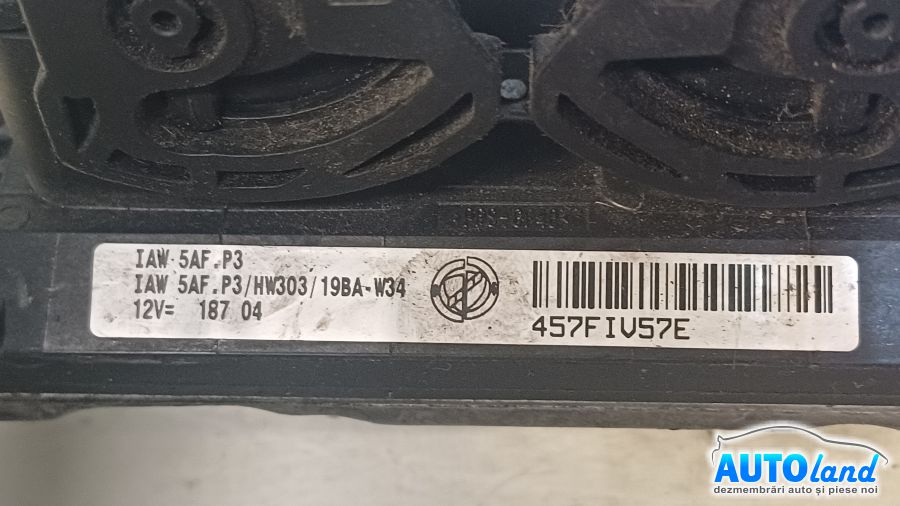 IAW 5AF.P3
IAW 5AF.P3/HW303/19BA-W34
12V= 187 04
457FIV57E
AUTOland
dezmembrări auto și piese noi